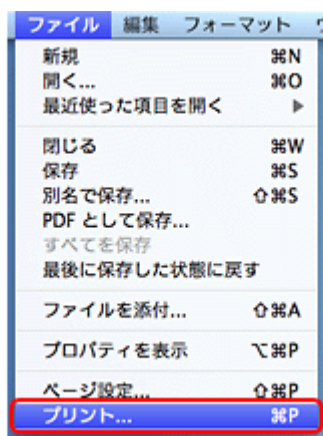 ファイル 編集 フォーマット
新規 ⌘N
開く... ⌘O
最近使った項目を開く ▶
閉じる ⌘W
保存 ⌘S
別名で保存... ⇧⌘S
PDF として保存...
すべてを保存
最後に保存した状態に戻す
ファイルを添付... ⇧⌘A
プロパティを表示 ⌥⌘P
ページ設定... ⇧⌘P
プリント... ⌘P